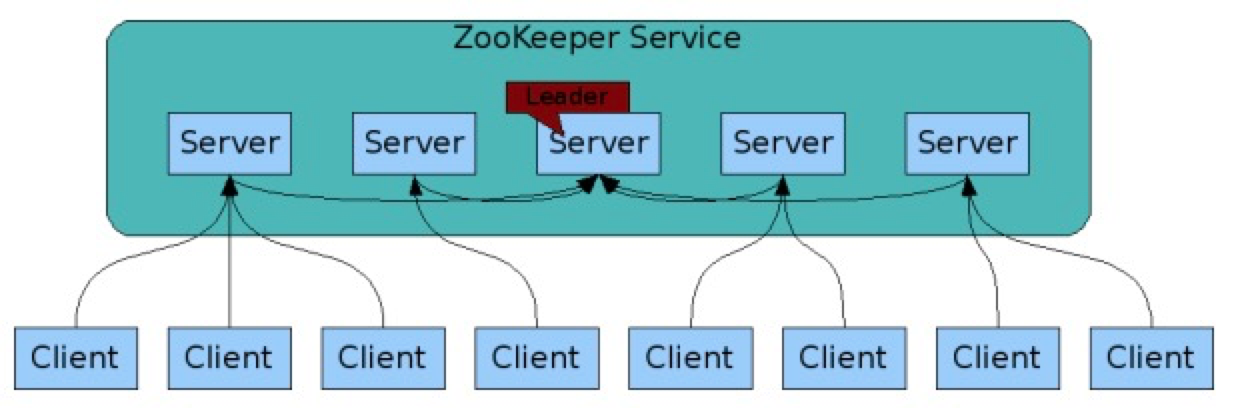 ZooKeeper Service
Leader
Server Server Server Server Server
Client Client Client Client Client Client Client Client